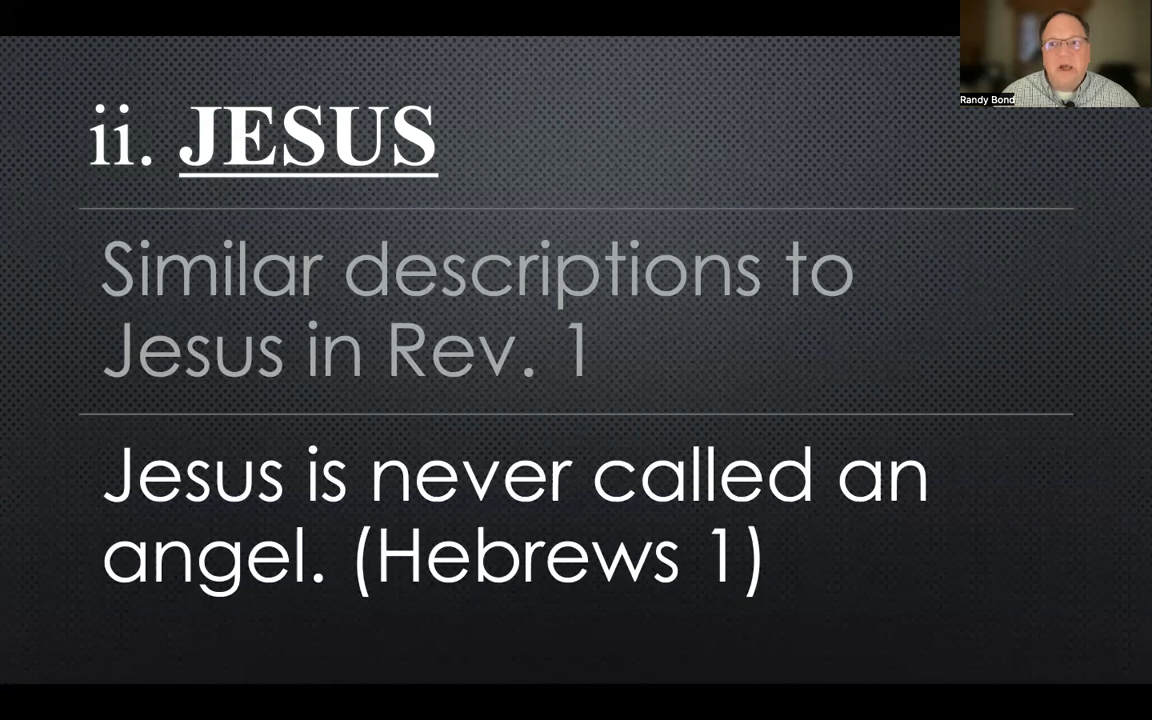 Randy Bond
ii. JESUS
Similar descriptions to
Jesus in Rev. 1
Jesus is never called an
angel. (Hebrews 1)